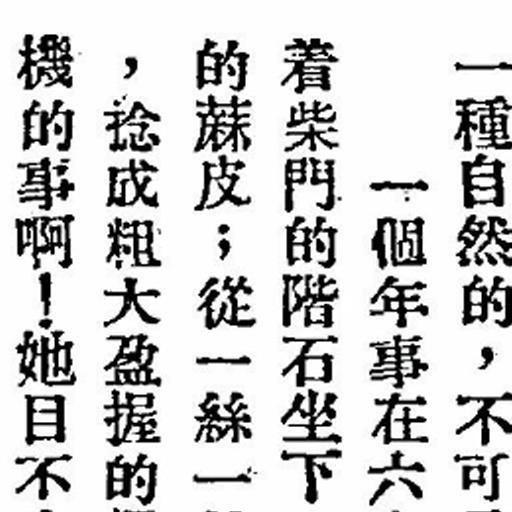 一種自然的，不可
一個年事在六
着柴門的階石坐下
的蔴皮；從一絲一
，捻成粗大盈握的
機的事啊！她目不